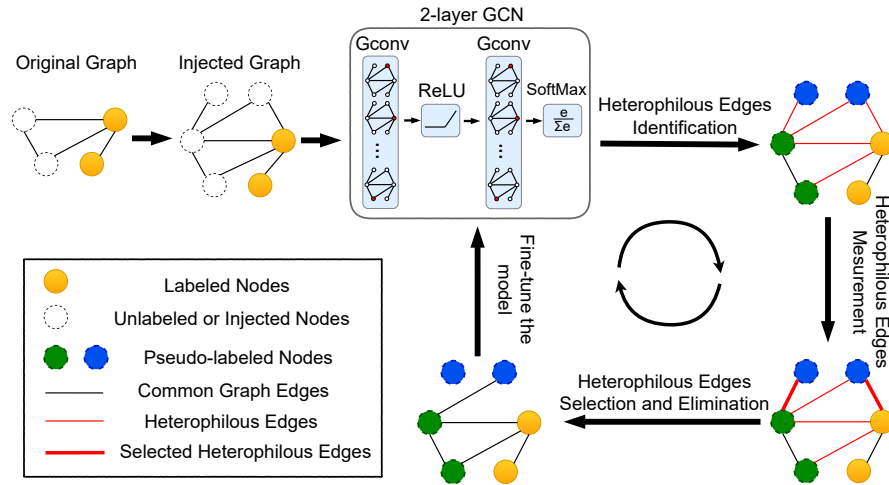 2-layer GCN
Original Graph
Injected Graph
Gconv
Gconv
ReLU
SoftMax
e
Σe
...
...
Heterophilous Edges
Identification
Heterophilous Edges
Mesurement
Heterophilous Edges
Selection and Elimination
Fine-tune the
model
Labeled Nodes
Unlabeled or Injected Nodes
Pseudo-labeled Nodes
Common Graph Edges
Heterophilous Edges
Selected Heterophilous Edges